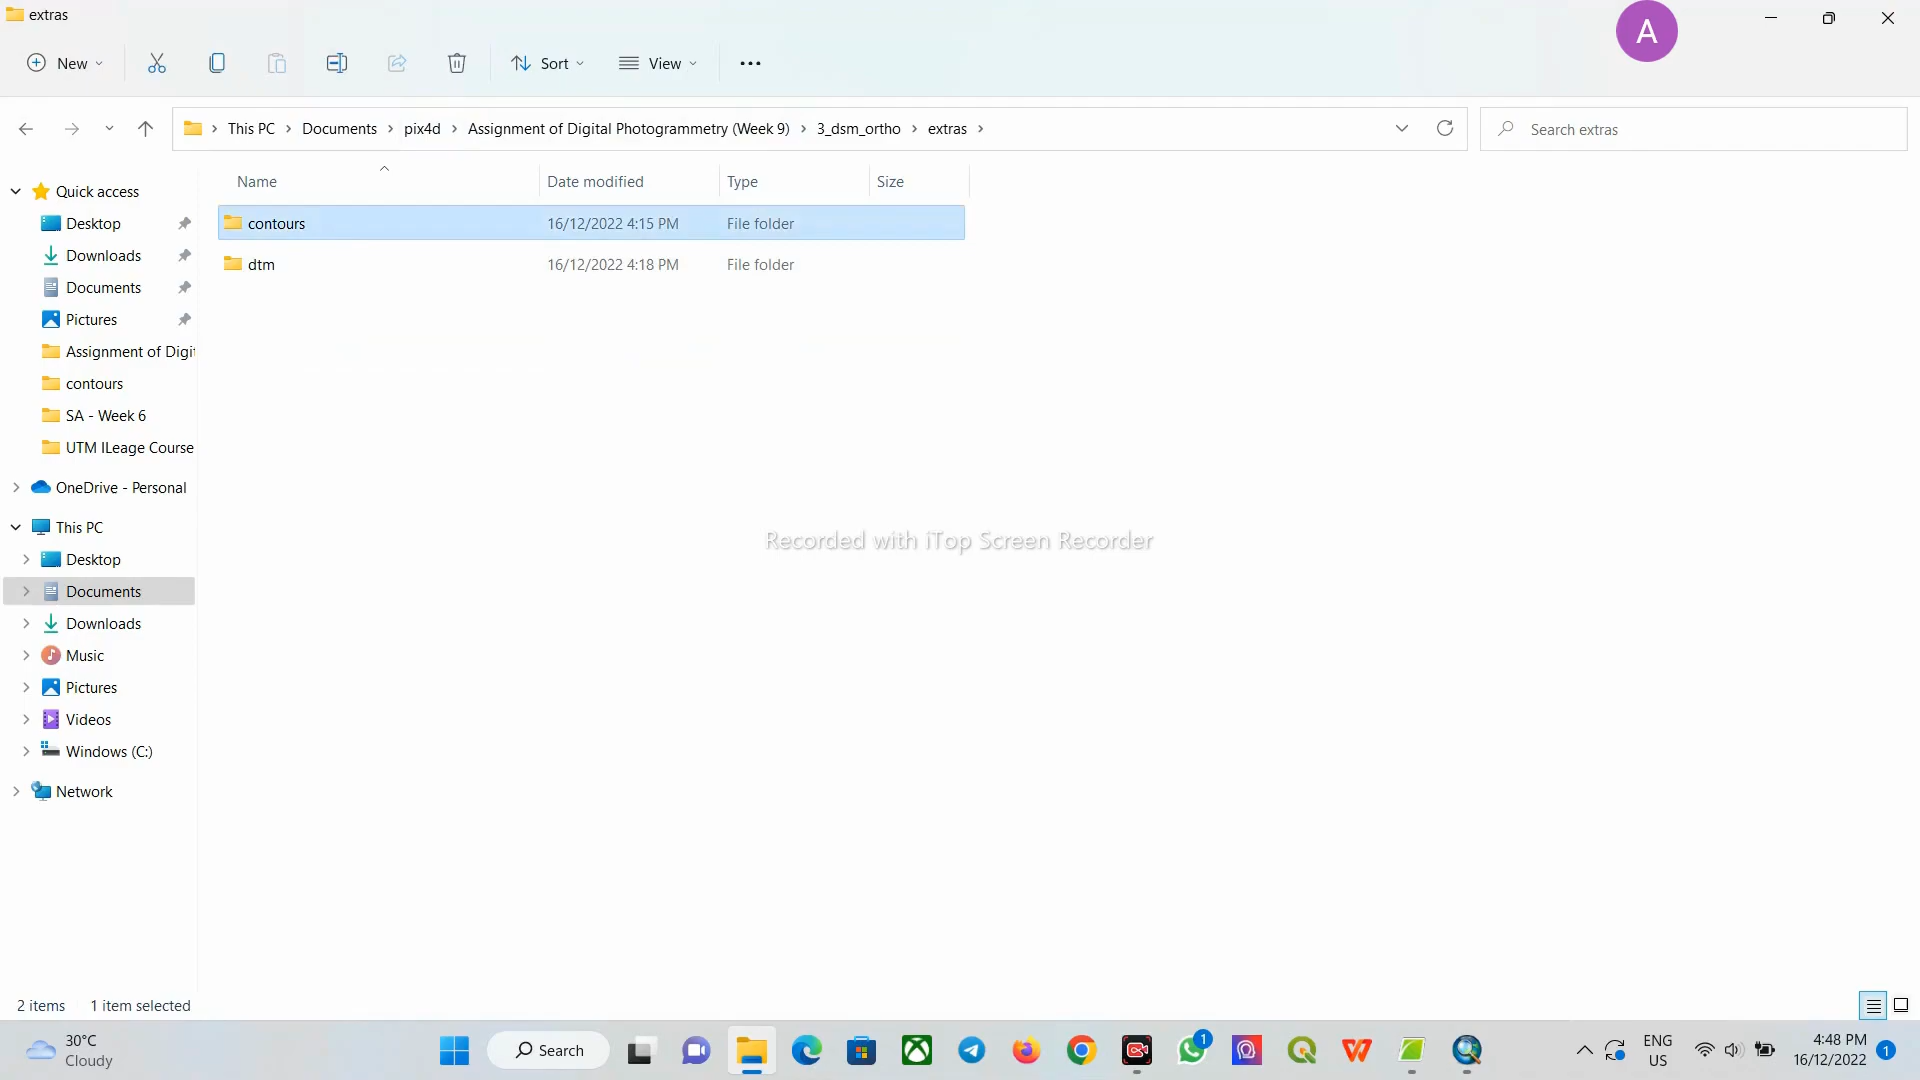 extras
A
New
Sort
View
This PC
Documents
pix4d
Assignment of Digital Photogrammetry (Week 9)
3_dsm_ortho
extras
Search extras
Name
Date modified
Type
Size
contours
16/12/2022 4:15 PM
File folder
dtm
16/12/2022 4:18 PM
File folder
Quick access
Desktop
Downloads
Documents
Pictures
Assignment of Digit
contours
SA - Week 6
UTM ILeage Course
OneDrive - Personal
This PC
Desktop
Documents
Downloads
Music
Pictures
Videos
Windows (C:)
Network
Recorded with iTop Screen Recorder
2 items
1 item selected
30°C
Cloudy
Search
1
ENG
US
4:48 PM
16/12/2022
1